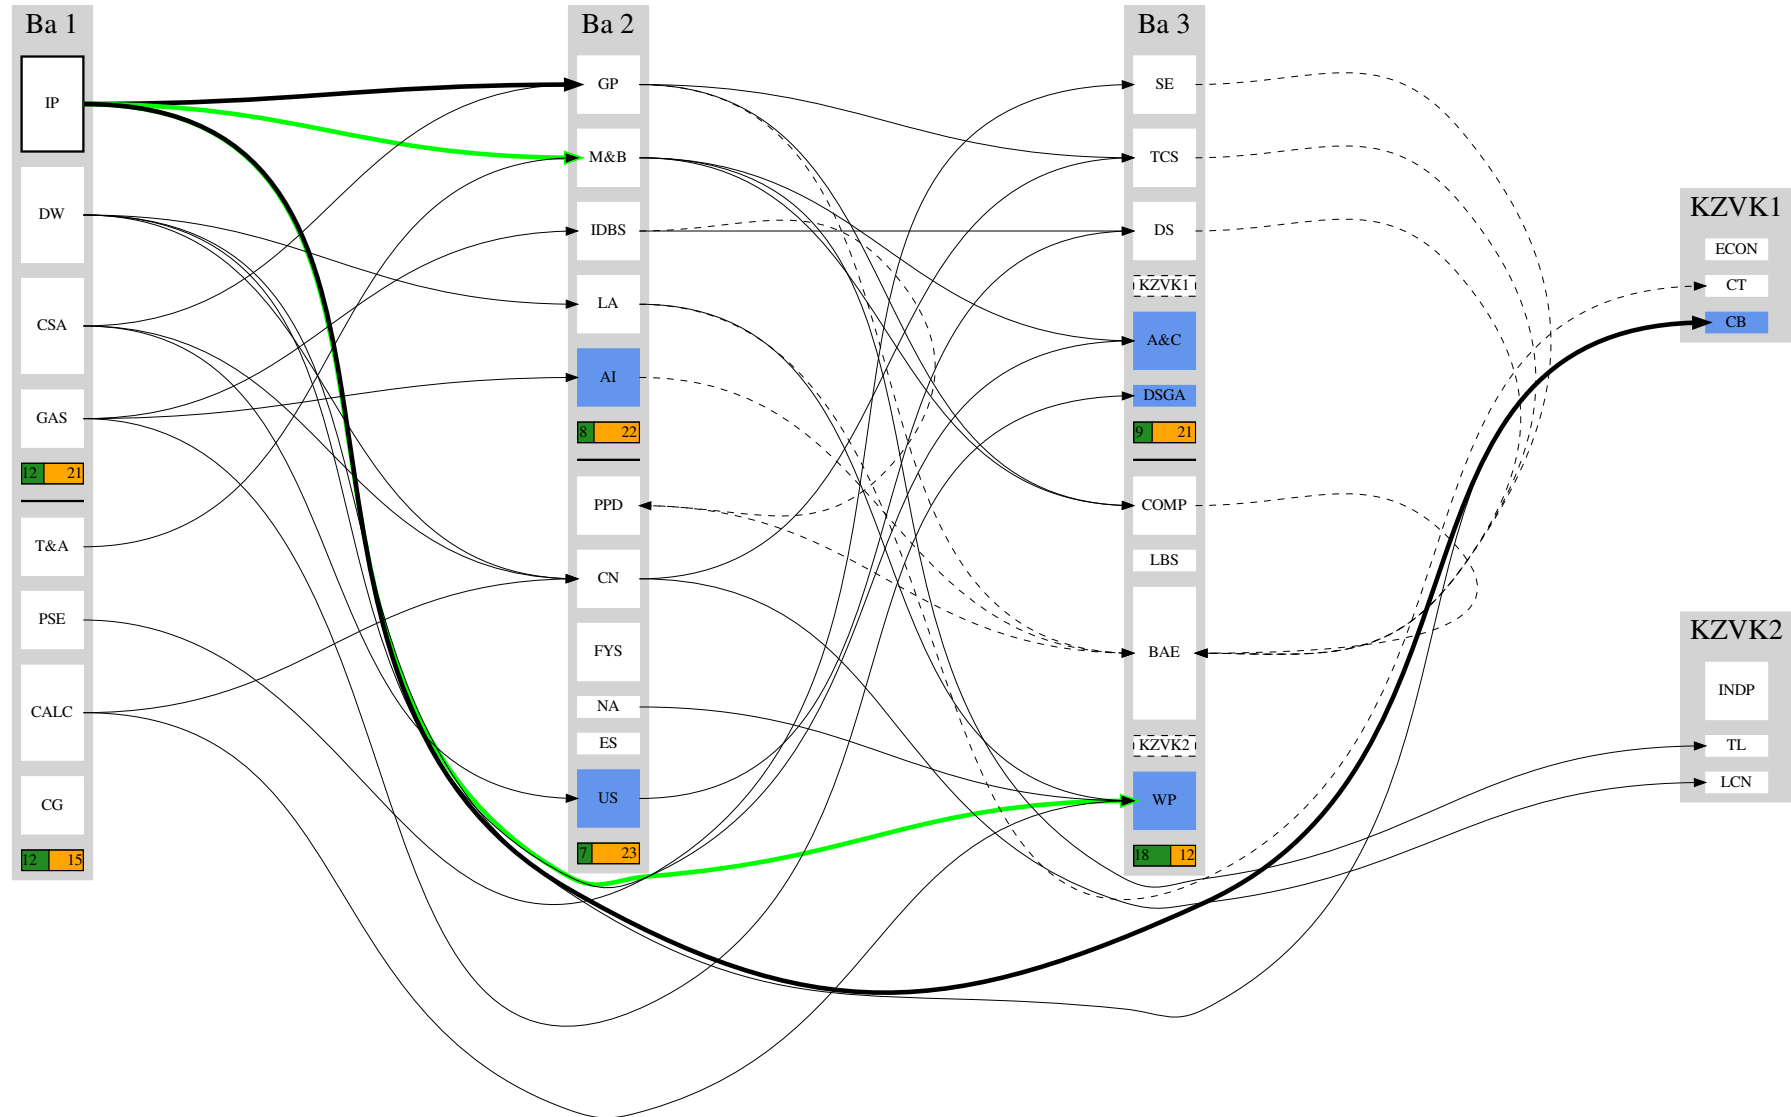 Ba 1
IP
DW
CSA
GAS
12 21
T&A
PSE
CALC
CG
12 15
Ba 2
GP
M&B
IDBS
LA
AI
8 22
PPD
CN
FYS
NA
ES
US
7 23
Ba 3
SE
TCS
DS
KZVK1
A&C
DSGA
9 21
COMP
LBS
BAE
KZVK2
WP
18 12
KZVK1
ECON
CT
CB
KZVK2
INDP
TL
LCN